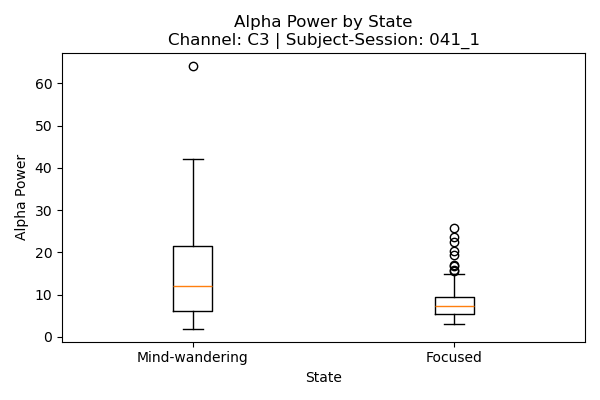 Alpha Power by State
Channel: C3 | Subject-Session: 041_1
60
50
40
30
20
10
0
Alpha Power
Mind-wandering
Focused
State